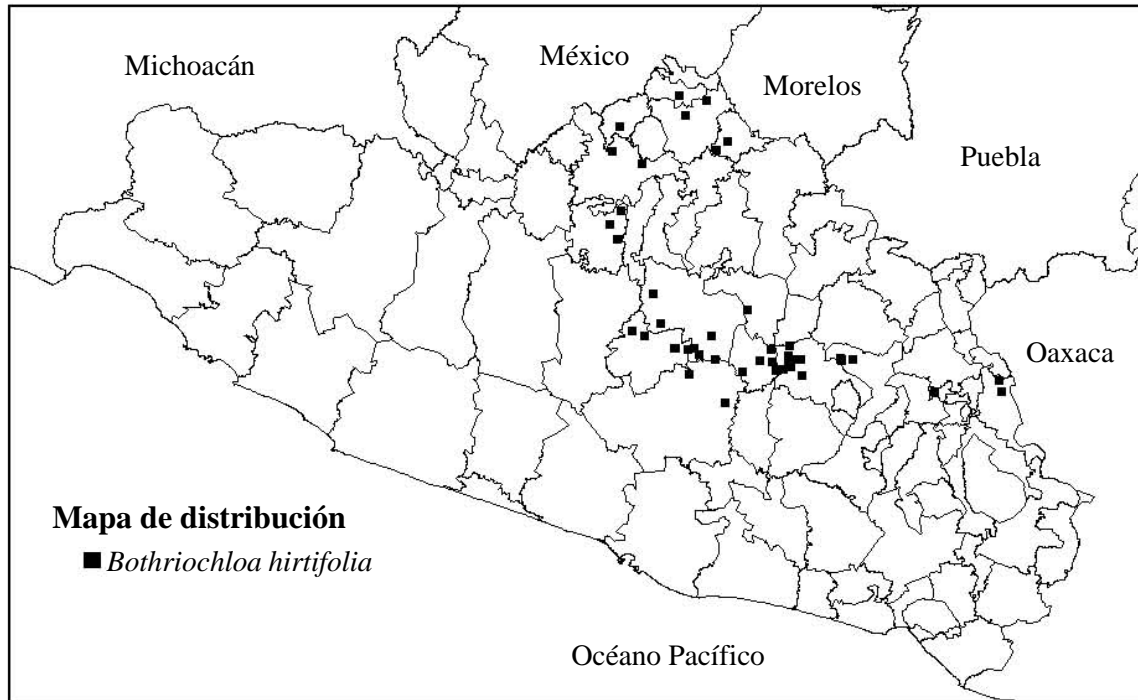 México
Michoacán
Morelos
Puebla
Oaxaca
Mapa de distribución
Bothriochloa hirtifolia
Océano Pacífico